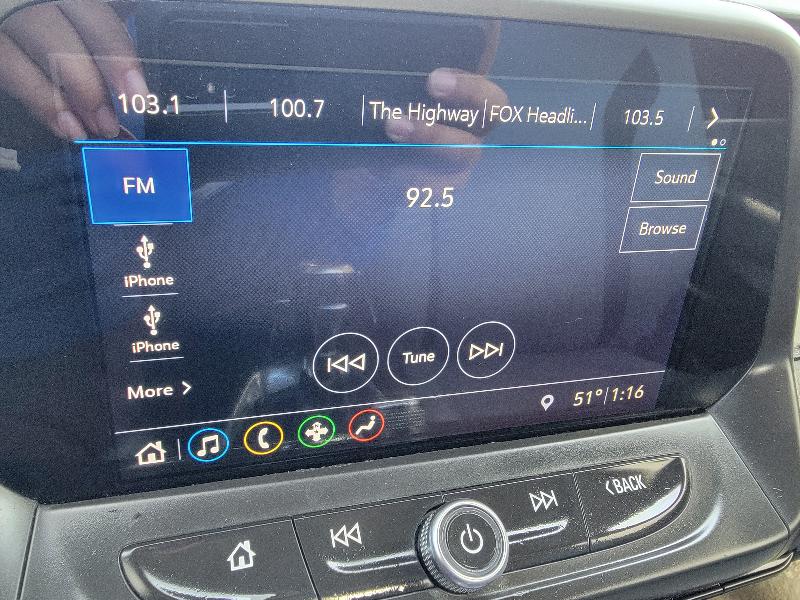 103.1 100.7 The Highway FOX Headli... 103.5
FM
92.5
Sound
Browse
iPhone
iPhone
Tune
More
51° 1:16
BACK